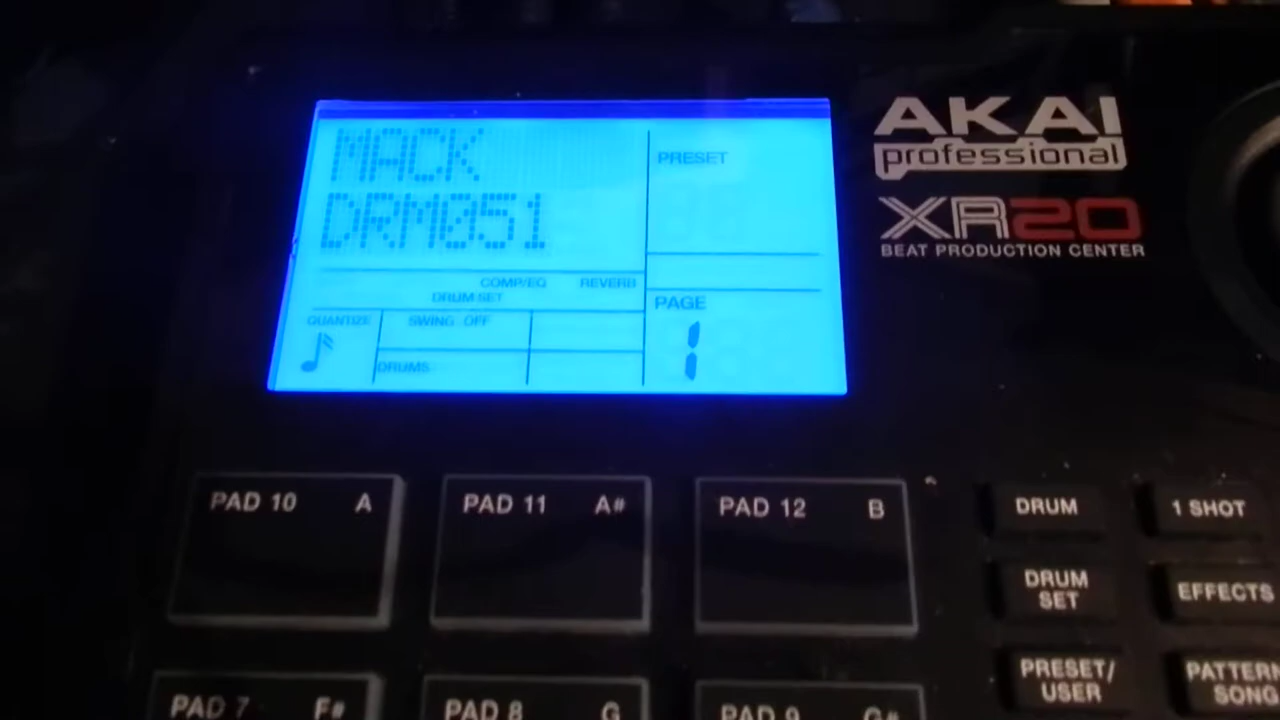 MACK
DRM051
PRESET
COMP/EQ REVERB
DRUM SET
PAGE
1
QUANTIZE SWING OFF
DRUMS
AKAI
professional
XR20
BEAT PRODUCTION CENTER
PAD 10 A
PAD 11 A#
PAD 12 B
DRUM
1 SHOT
DRUM
SET
EFFECTS
PRESET/
USER
PATTERN
SONG
PAD 7 F#
PAD 8 G
PAD 9 G#